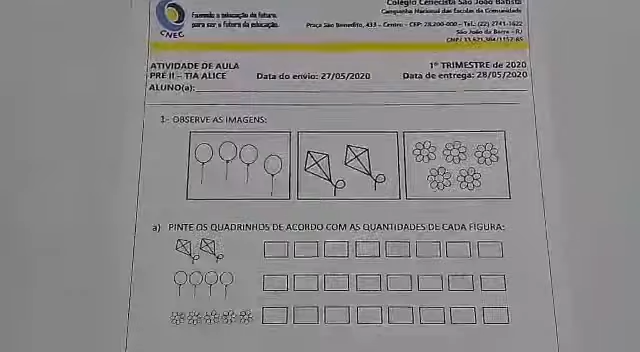 Colégio Cenecista São João Batista
Campanha Nacional das Escolas da Comunidade
Fazendo a educação do futuro,
para ser o futuro da educação.
CNEC
Praça São Benedito, 433 – Centro – CEP: 28.200-000 – Tel.: (22) 2741-1622
São João da Barra – RJ
ATIVIDADE DE AULA
1º TRIMESTRE de 2020
PRÉ II – TIA ALICE
Data do envio: 27/05/2020
Data de entrega: 28/05/2020
ALUNO(a):
1- OBSERVE AS IMAGENS:
a) PINTE OS QUADRINHOS DE ACORDO COM AS QUANTIDADES DE CADA FIGURA: